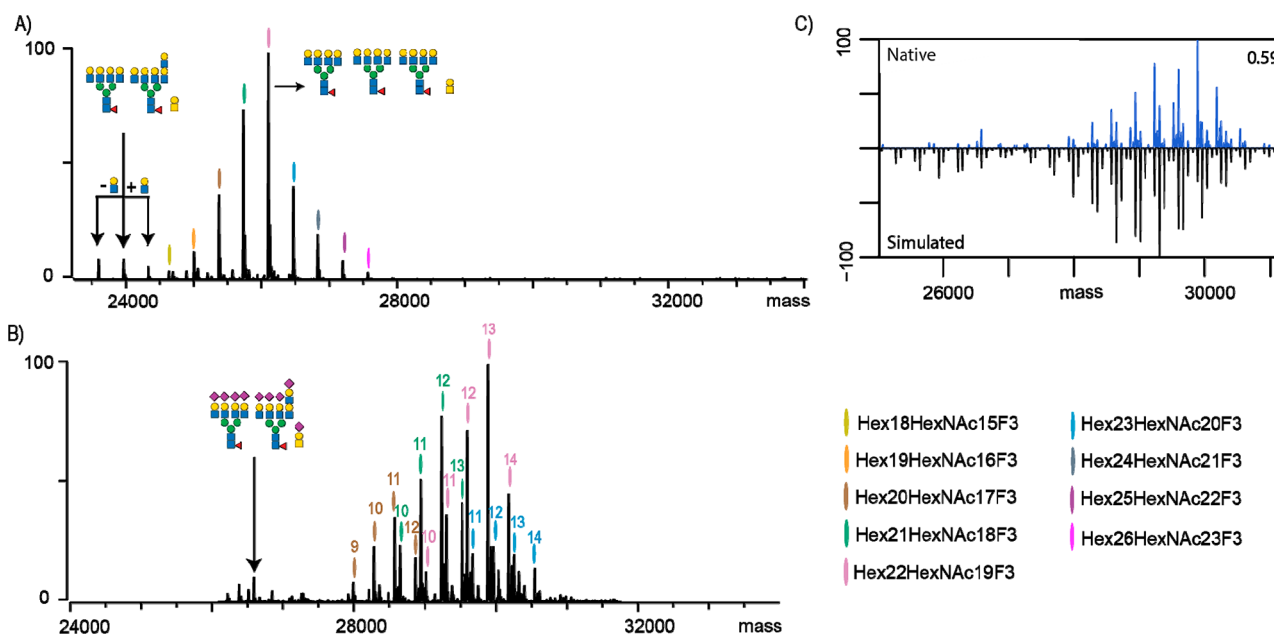 A)
100
- +
0
24000 28000 32000 mass
B)
100
13
12
12
11
14
11
13
11
10
10
12
11
12
13
14
9
10
0
24000 28000 32000 mass
C)
100
Native
0.59
Simulated
-100
26000 mass 30000
Hex18HexNAc15F3
Hex19HexNAc16F3
Hex20HexNAc17F3
Hex21HexNAc18F3
Hex22HexNAc19F3
Hex23HexNAc20F3
Hex24HexNAc21F3
Hex25HexNAc22F3
Hex26HexNAc23F3